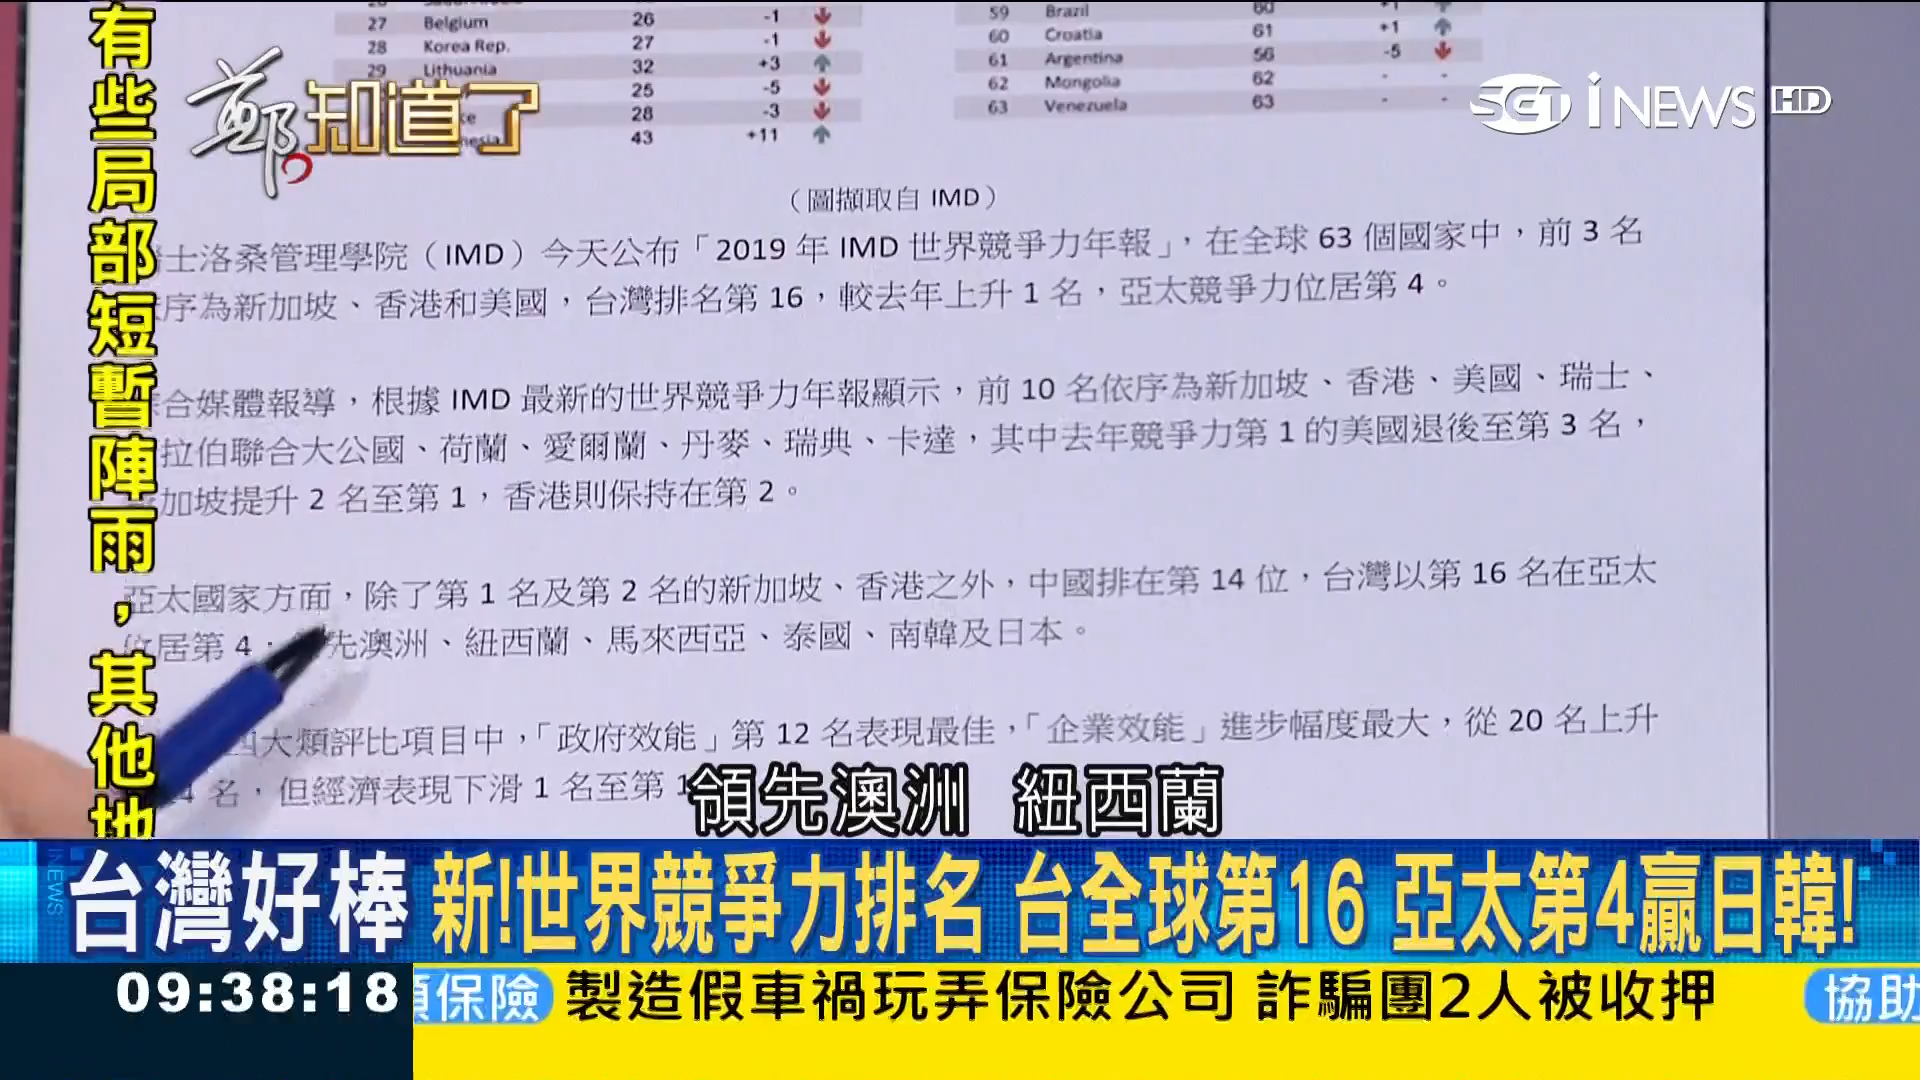 27 Belgium 26 -1
28 Korea Rep. 27 -1
29 Lithuania 32 +3
25 -5
28 -3
43 +11
59 Brazil 60 +1
60 Croatia 61 +1
61 Argentina 56 -5
62 Mongolia 62 - -
63 Venezuela 63 - -
鄭知道了
SET iNEWS HD
(圖擷取自 IMD)
士洛桑管理學院(IMD)今天公布「2019 年 IMD 世界競爭力年報」,在全球 63 個國家中,前 3 名
序為新加坡、香港和美國,台灣排名第 16,較去年上升 1 名,亞太競爭力位居第 4。
合媒體報導,根據 IMD 最新的世界競爭力年報顯示,前 10 名依序為新加坡、香港、美國、瑞士、
拉伯聯合大公國、荷蘭、愛爾蘭、丹麥、瑞典、卡達,其中去年競爭力第 1 的美國退後至第 3 名,
加坡提升 2 名至第 1,香港則保持在第 2。
亞太國家方面,除了第 1 名及第 2 名的新加坡、香港之外,中國排在第 14 位,台灣以第 16 名在亞太
位居第 4,先澳洲、紐西蘭、馬來西亞、泰國、南韓及日本。
四大類評比項目中,「政府效能」第 12 名表現最佳,「企業效能」進步幅度最大,從 20 名上升
4 名,但經濟表現下滑 1 名至第 1
有些局部短暫陣雨,其他地
領先澳洲 紐西蘭
INEWS
台灣好棒 新!世界競爭力排名 台全球第16 亞太第4贏日韓!
09:38:18 保險 製造假車禍玩弄保險公司 詐騙團2人被收押 協助